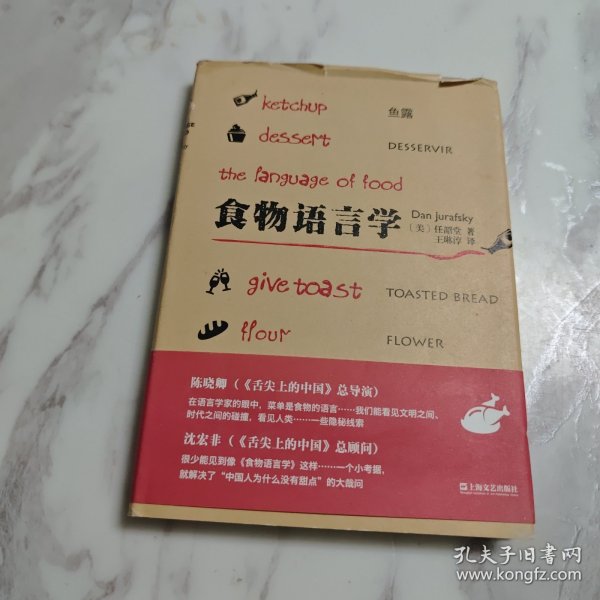 ketchup 鱼露
dessert DESSERVIR
the language of food
食物语言学
Dan Jurafsky
〔美〕任韶堂 著
王琳淳 译
give toast TOASTED BREAD
flour FLOWER
陈晓卿（《舌尖上的中国》总导演）
在语言学家的眼中，菜单是食物的语言……我们能看见文明之间、
时代之间的碰撞，看见人类……一些隐秘线索
沈宏非（《舌尖上的中国》总顾问）
很少能见到像《食物语言学》这样……一个小考据，
就解决了“中国人为什么没有甜点”的大哉问
上海文艺出版社
孔夫子旧书网
www.kongfz.com